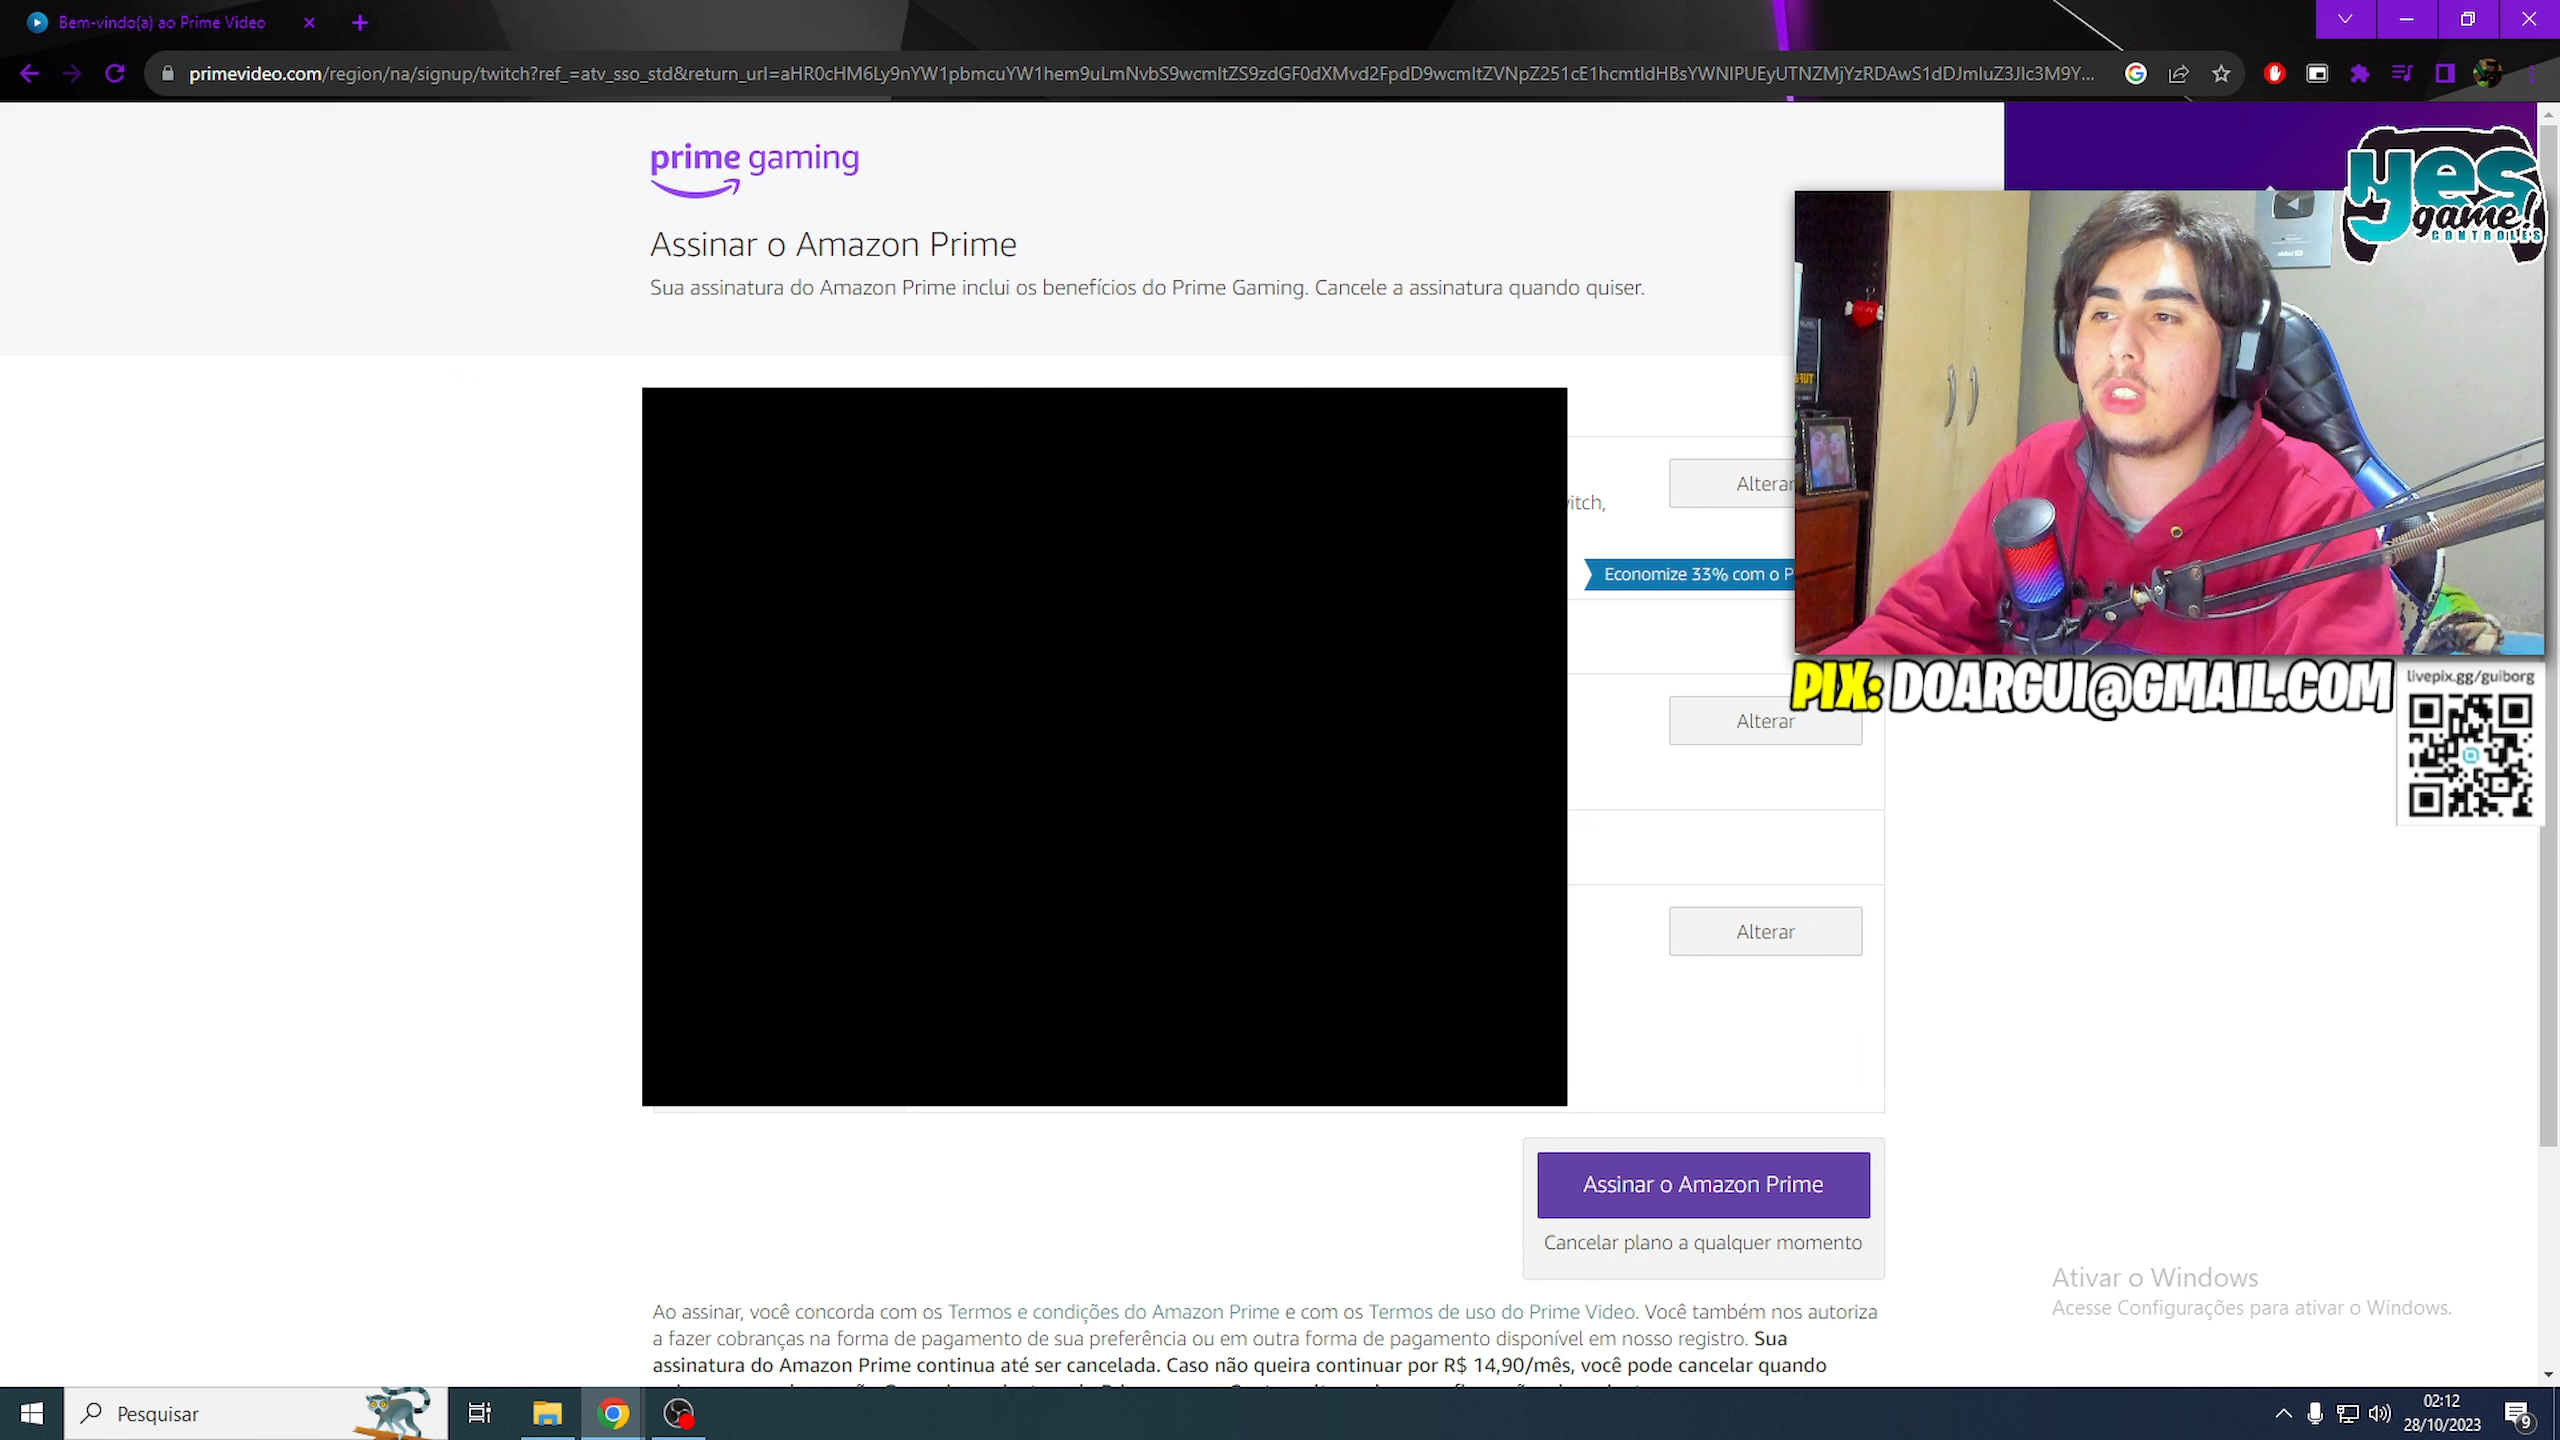 Bem-vindo(a) ao Prime Video
primevideo.com/region/na/signup/twitch?ref_=atv_sso_std&return_url=aHR0cHM6Ly9nYW1pbmcuYW1hem9uLmNvbS9wcmltZS9zdGF0dXMvd2FpdD9wcmltZVNpZ251cE1hcmtldHBsYWNlIPUEyUTNZMjYzRDAwS1dDJmluZ3JIc3M9Y...
prime gaming
yes
game!
CONTROLES
Assinar o Amazon Prime
Sua assinatura do Amazon Prime inclui os benefícios do Prime Gaming. Cancele a assinatura quando quiser.
Alterar
itch,
Economize 33% com o P
PIX: DOARGUI@GMAIL.COM
livepix.gg/guiborg
Alterar
Alterar
Assinar o Amazon Prime
Cancelar plano a qualquer momento
Ativar o Windows
Acesse Configurações para ativar o Windows.
Ao assinar, você concorda com os Termos e condições do Amazon Prime e com os Termos de uso do Prime Video. Você também nos autoriza
a fazer cobranças na forma de pagamento de sua preferência ou em outra forma de pagamento disponível em nosso registro. Sua
assinatura do Amazon Prime continua até ser cancelada. Caso não queira continuar por R$ 14,90/mês, você pode cancelar quando
Pesquisar
02:12
28/10/2023
9